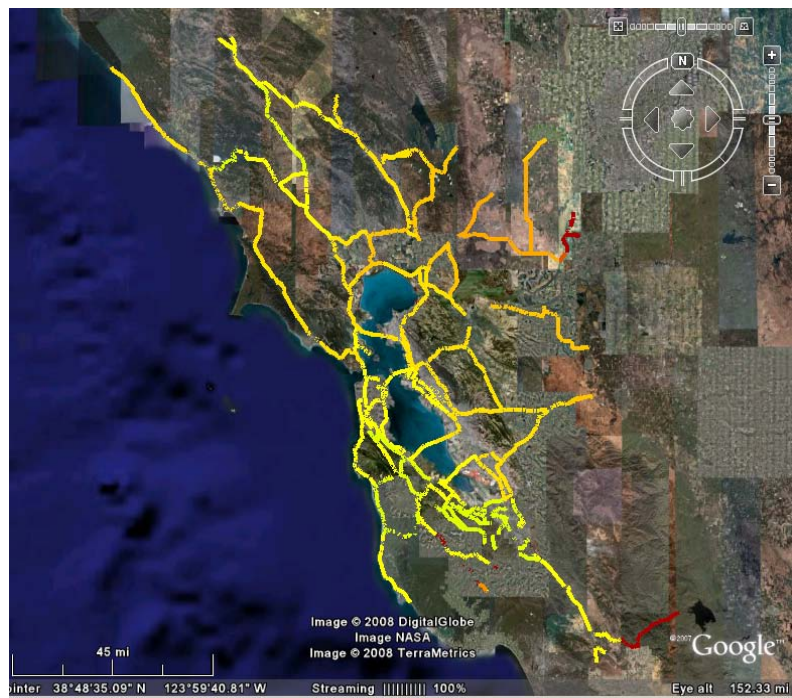 N
Image © 2008 DigitalGlobe
Image NASA
Image © 2008 TerraMetrics
©2007 Google™
45 mi
inter 38°48'35.09" N 123°59'40.81" W Streaming |||||||||| 100% Eye alt 152.33 mi